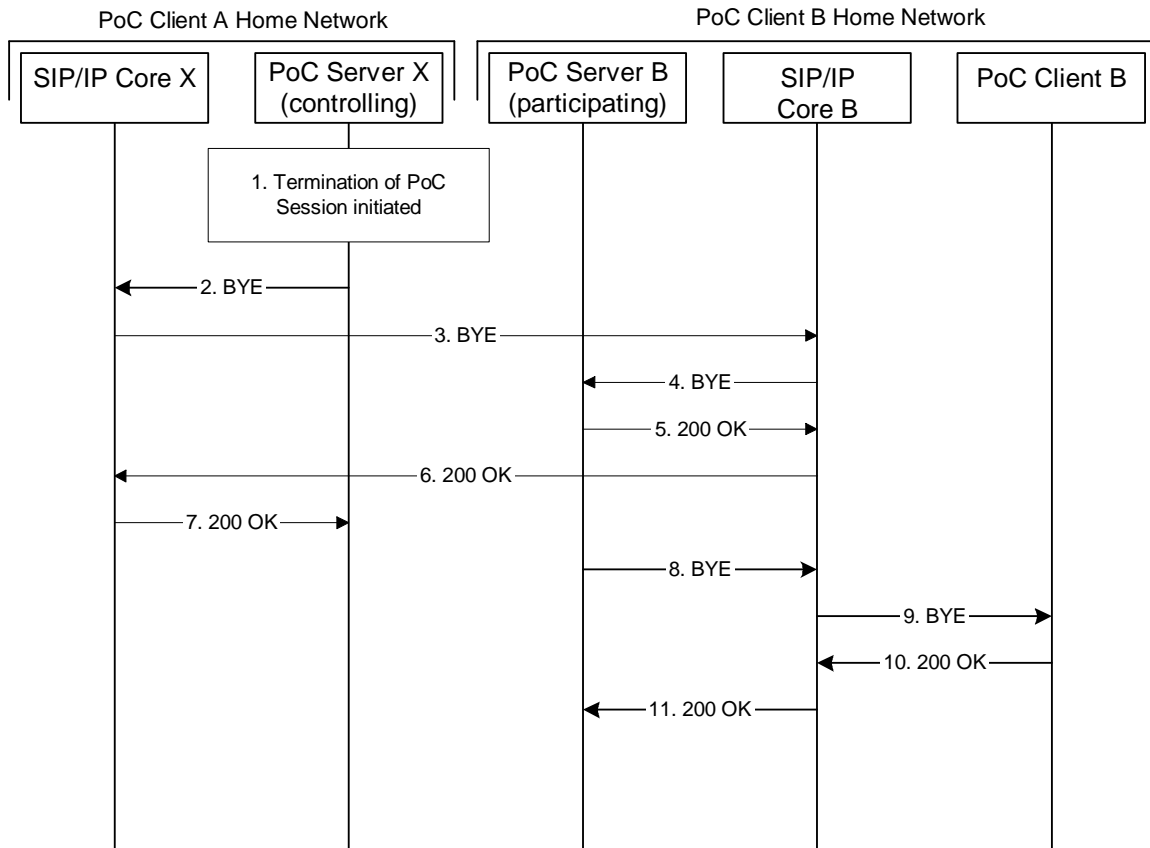 PoC Client A Home Network
PoC Client B Home Network
SIP/IP Core X
PoC Server X
(controlling)
PoC Server B
(participating)
SIP/IP
Core B
PoC Client B
1. Termination of PoC
Session initiated
2. BYE
3. BYE
4. BYE
5. 200 OK
6. 200 OK
7. 200 OK
8. BYE
9. BYE
10. 200 OK
11. 200 OK